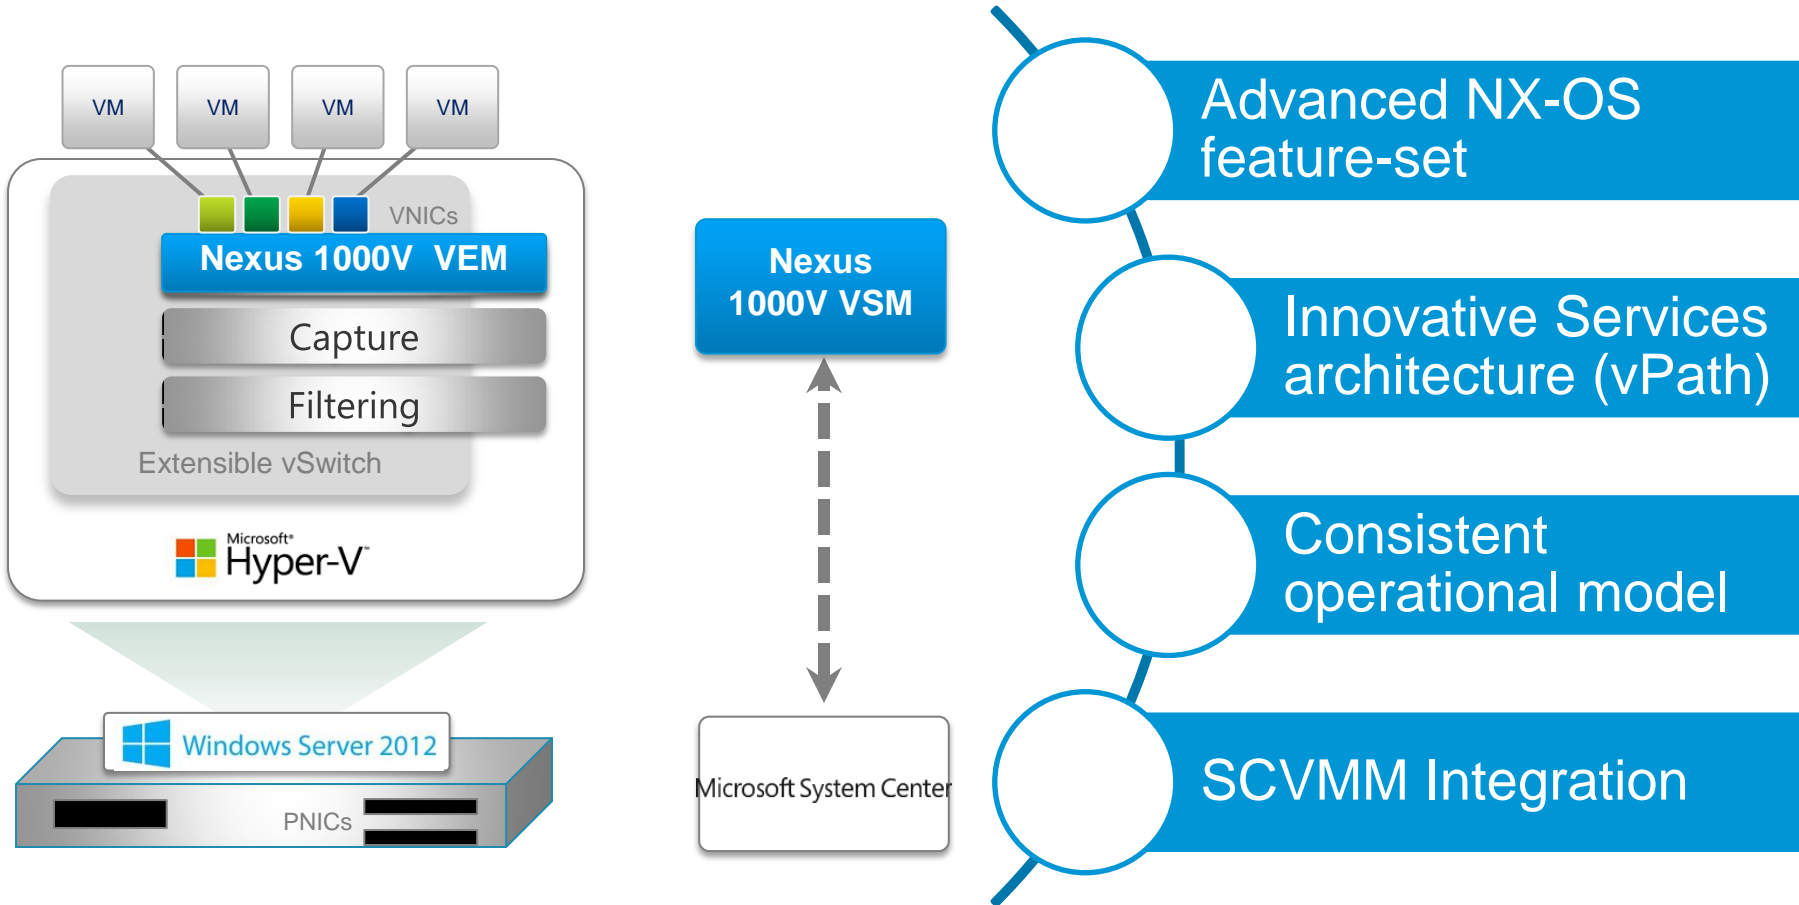 VM
VM
VM
VM
VNICs
Nexus 1000V VEM
Capture
Filtering
Extensible vSwitch
Microsoft®
Hyper-V™
Windows Server 2012
PNICs
Nexus
1000V VSM
Microsoft System Center
Advanced NX-OS
feature-set
Innovative Services
architecture (vPath)
Consistent
operational model
SCVMM Integration